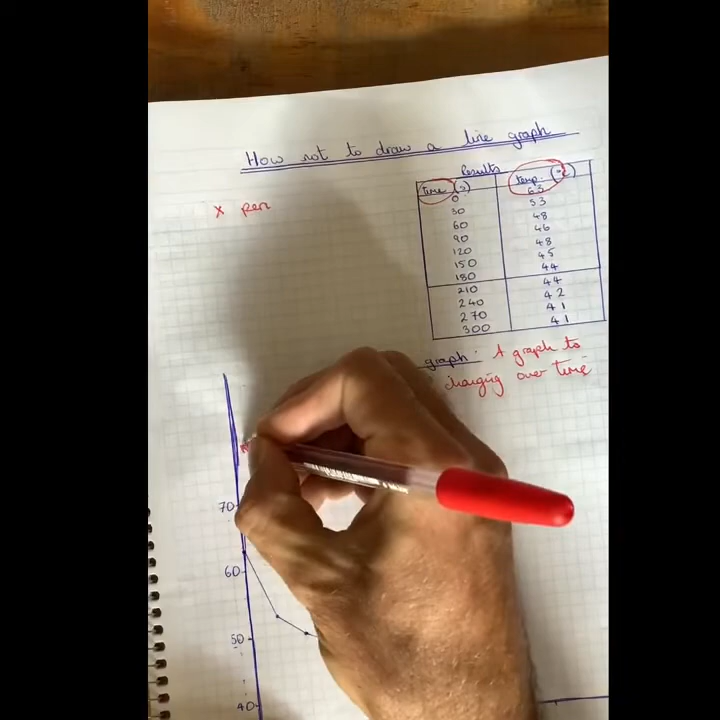 How not to draw a line graph
x pen
Results
Time (s) Temp. (°C)
0 63
30 53
60 48
90 46
120 48
150 45
180 44
210 44
240 42
270 41
300 41
graph: A graph to
changing over time
70
60
50
40